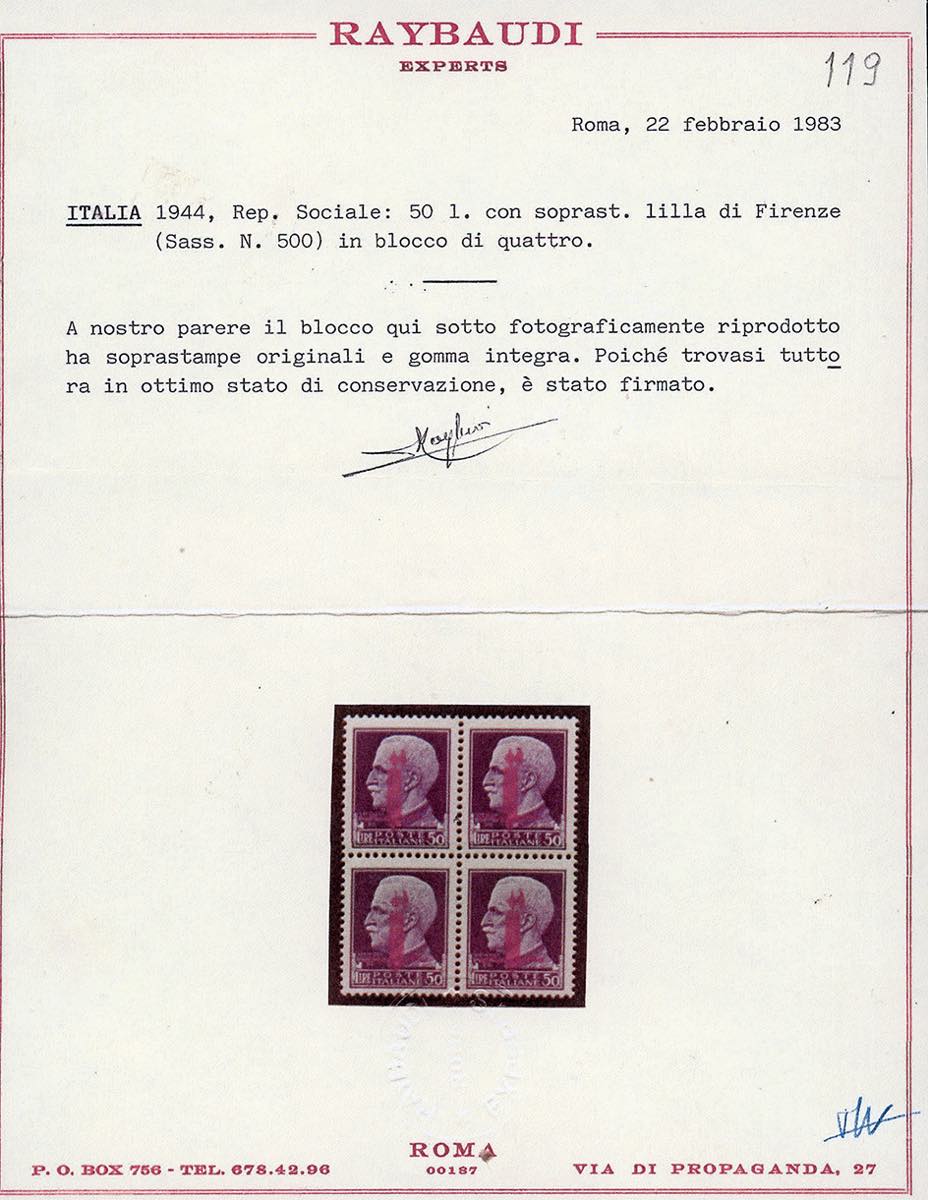 RAYBAUDI
EXPERTS
119
Roma, 22 febbraio 1983
ITALIA 1944, Rep. Sociale: 50 l. con soprast. lilla di Firenze
(Sass. N. 500) in blocco di quattro.
A nostro parere il blocco qui sotto fotograficamente riprodotto
ha soprastampe originali e gomma integra. Poiché trovasi tutto
ra in ottimo stato di conservazione, è stato firmato.
LIRE POSTE ITALIANE 50
LIRE POSTE ITALIANE 50
LIRE POSTE ITALIANE 50
LIRE POSTE ITALIANE 50
ROMA
00187
P. O. BOX 756 - TEL. 678.42.96
VIA DI PROPAGANDA, 27